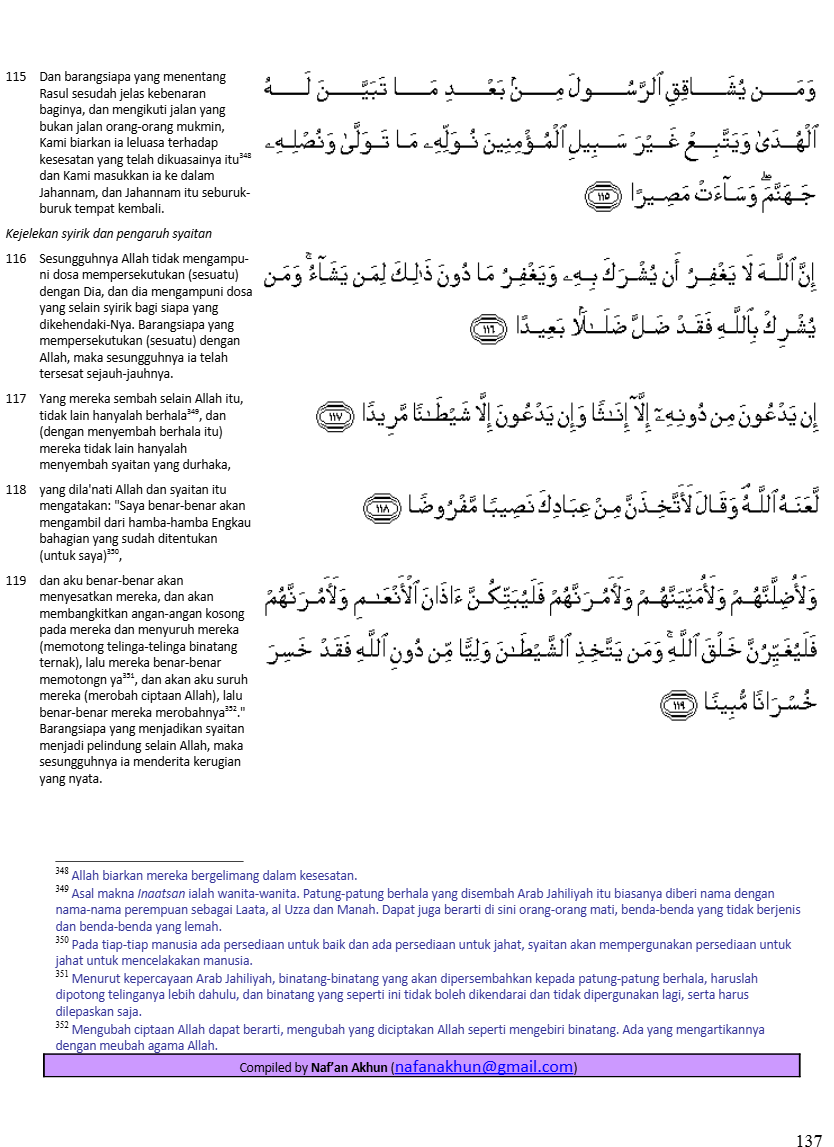 115 Dan barangsiapa yang menentang
Rasul sesudah jelas kebenaran
baginya, dan mengikuti jalan yang
bukan jalan orang-orang mukmin,
Kami biarkan ia leluasa terhadap
kesesatan yang telah dikuasainya itu³⁴⁸
dan Kami masukkan ia ke dalam
Jahannam, dan Jahannam itu seburuk-
buruk tempat kembali.
وَمَن يُشَاقِقِ ٱلرَّسُولَ مِنۢ بَعْدِ مَا تَبَيَّنَ لَهُ
ٱلْهُدَىٰ وَيَتَّبِعْ غَيْرَ سَبِيلِ ٱلْمُؤْمِنِينَ نُوَلِّهِۦ مَا تَوَلَّىٰ وَنُصْلِهِۦ
جَهَنَّمَ ۖ وَسَآءَتْ مَصِيرًا ﴿١١٥﴾
Kejelekan syirik dan pengaruh syaitan
116 Sesungguhnya Allah tidak mengampu-
ni dosa mempersekutukan (sesuatu)
dengan Dia, dan dia mengampuni dosa
yang selain syirik bagi siapa yang
dikehendaki-Nya. Barangsiapa yang
mempersekutukan (sesuatu) dengan
Allah, maka sesungguhnya ia telah
tersesat sejauh-jauhnya.
إِنَّ ٱللَّهَ لَا يَغْفِرُ أَن يُشْرَكَ بِهِۦ وَيَغْفِرُ مَا دُونَ ذَٰلِكَ لِمَن يَشَآءُ ۚ وَمَن
يُشْرِكْ بِٱللَّهِ فَقَدْ ضَلَّ ضَلَـٰلًۢا بَعِيدًا ﴿١١٦﴾
117 Yang mereka sembah selain Allah itu,
tidak lain hanyalah berhala³⁴⁹, dan
(dengan menyembah berhala itu)
mereka tidak lain hanyalah
menyembah syaitan yang durhaka,
إِن يَدْعُونَ مِن دُونِهِۦٓ إِلَّآ إِنَـٰثًا وَإِن يَدْعُونَ إِلَّا شَيْطَـٰنًا مَّرِيدًا ﴿١١٧﴾
118 yang dila'nati Allah dan syaitan itu
mengatakan: "Saya benar-benar akan
mengambil dari hamba-hamba Engkau
bahagian yang sudah ditentukan
(untuk saya)³⁵⁰,
لَّعَنَهُ ٱللَّهُ ۘ وَقَالَ لَأَتَّخِذَنَّ مِنْ عِبَادِكَ نَصِيبًا مَّفْرُوضًا ﴿١١٨﴾
119 dan aku benar-benar akan
menyesatkan mereka, dan akan
membangkitkan angan-angan kosong
pada mereka dan menyuruh mereka
(memotong telinga-telinga binatang
ternak), lalu mereka benar-benar
memotongn ya³⁵¹, dan akan aku suruh
mereka (merobah ciptaan Allah), lalu
benar-benar mereka merobahnya³⁵²."
Barangsiapa yang menjadikan syaitan
menjadi pelindung selain Allah, maka
sesungguhnya ia menderita kerugian
yang nyata.
وَلَأُضِلَّنَّهُمْ وَلَأُمَنِّيَنَّهُمْ وَلَـَٔامُرَنَّهُمْ فَلَيُبَتِّكُنَّ ءَاذَانَ ٱلْأَنْعَـٰمِ وَلَـَٔامُرَنَّهُمْ
فَلَيُغَيِّرُنَّ خَلْقَ ٱللَّهِ ۚ وَمَن يَتَّخِذِ ٱلشَّيْطَـٰنَ وَلِيًّا مِّن دُونِ ٱللَّهِ فَقَدْ خَسِرَ
خُسْرَانًا مُّبِينًا ﴿١١٩﴾
³⁴⁸ Allah biarkan mereka bergelimang dalam kesesatan.
³⁴⁹ Asal makna Inaatsan ialah wanita-wanita. Patung-patung berhala yang disembah Arab Jahiliyah itu biasanya diberi nama dengan
nama-nama perempuan sebagai Laata, al Uzza dan Manah. Dapat juga berarti di sini orang-orang mati, benda-benda yang tidak berjenis
dan benda-benda yang lemah.
³⁵⁰ Pada tiap-tiap manusia ada persediaan untuk baik dan ada persediaan untuk jahat, syaitan akan mempergunakan persediaan untuk
jahat untuk mencelakakan manusia.
³⁵¹ Menurut kepercayaan Arab Jahiliyah, binatang-binatang yang akan dipersembahkan kepada patung-patung berhala, haruslah
dipotong telinganya lebih dahulu, dan binatang yang seperti ini tidak boleh dikendarai dan tidak dipergunakan lagi, serta harus
dilepaskan saja.
³⁵² Mengubah ciptaan Allah dapat berarti, mengubah yang diciptakan Allah seperti mengebiri binatang. Ada yang mengartikannya
dengan meubah agama Allah.
Compiled by Naf'an Akhun (nafanakhun@gmail.com)
137